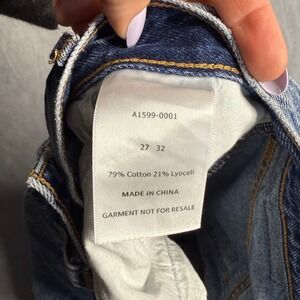 A1599-0001
27 32
79% Cotton 21% Lyocell
MADE IN CHINA
GARMENT NOT FOR RESALE